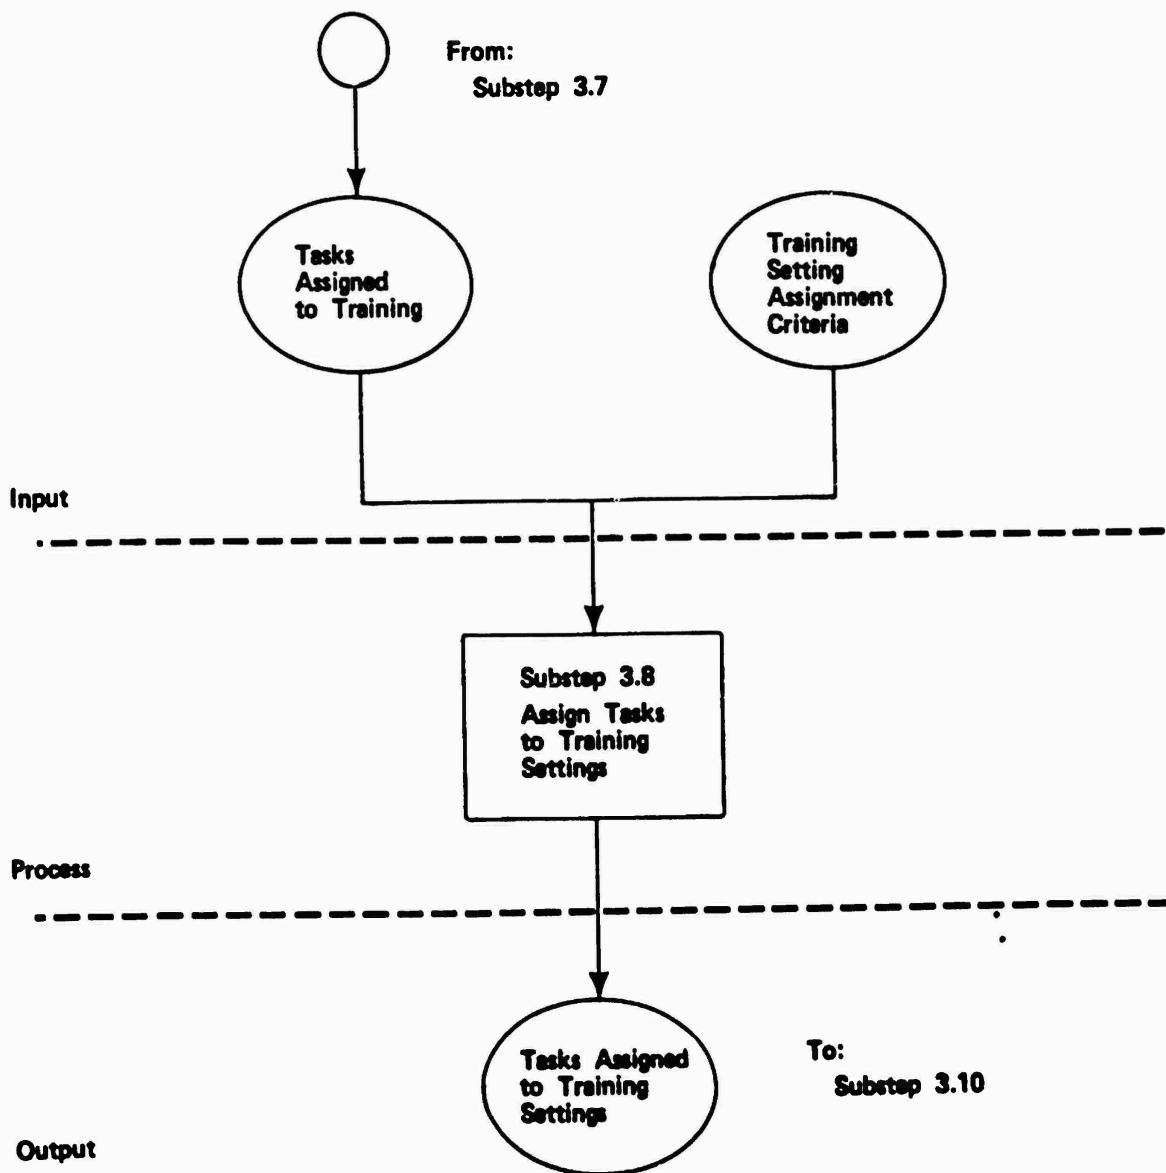 From:
Substep 3.7
Tasks
Assigned
to Training
Training
Setting
Assignment
Criteria
Input
Substep 3.8
Assign Tasks
to Training
Settings
Process
Tasks Assigned
to Training
Settings
To:
Substep 3.10
Output